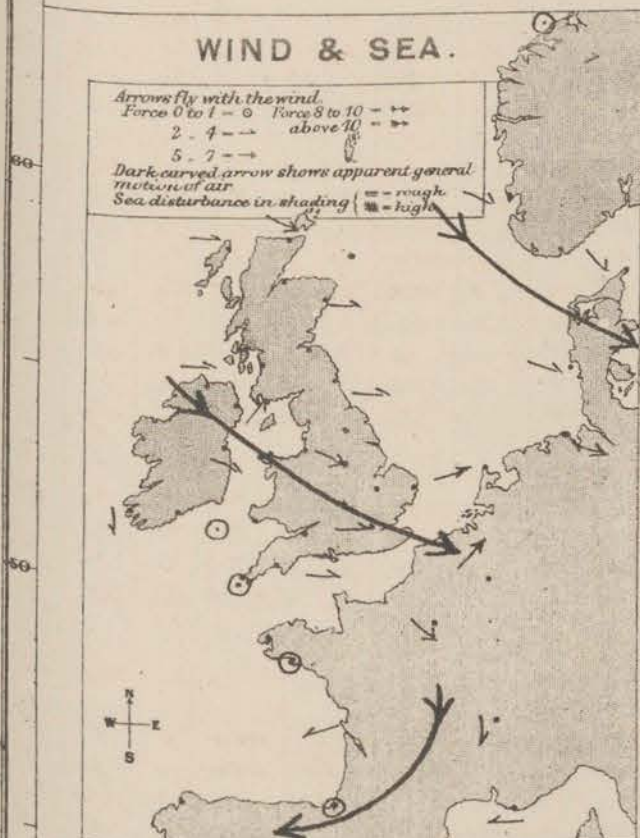 WIND & SEA.
Arrows fly with the wind.
Force 0 to 1 - ⊙ Force 8 to 10 -
2 - 4 - → above 10 -
5 - 7 - →
Dark curved arrow shows apparent general
motion of air
Sea disturbance in shading { = rough
= high
60
50
N
W E
S